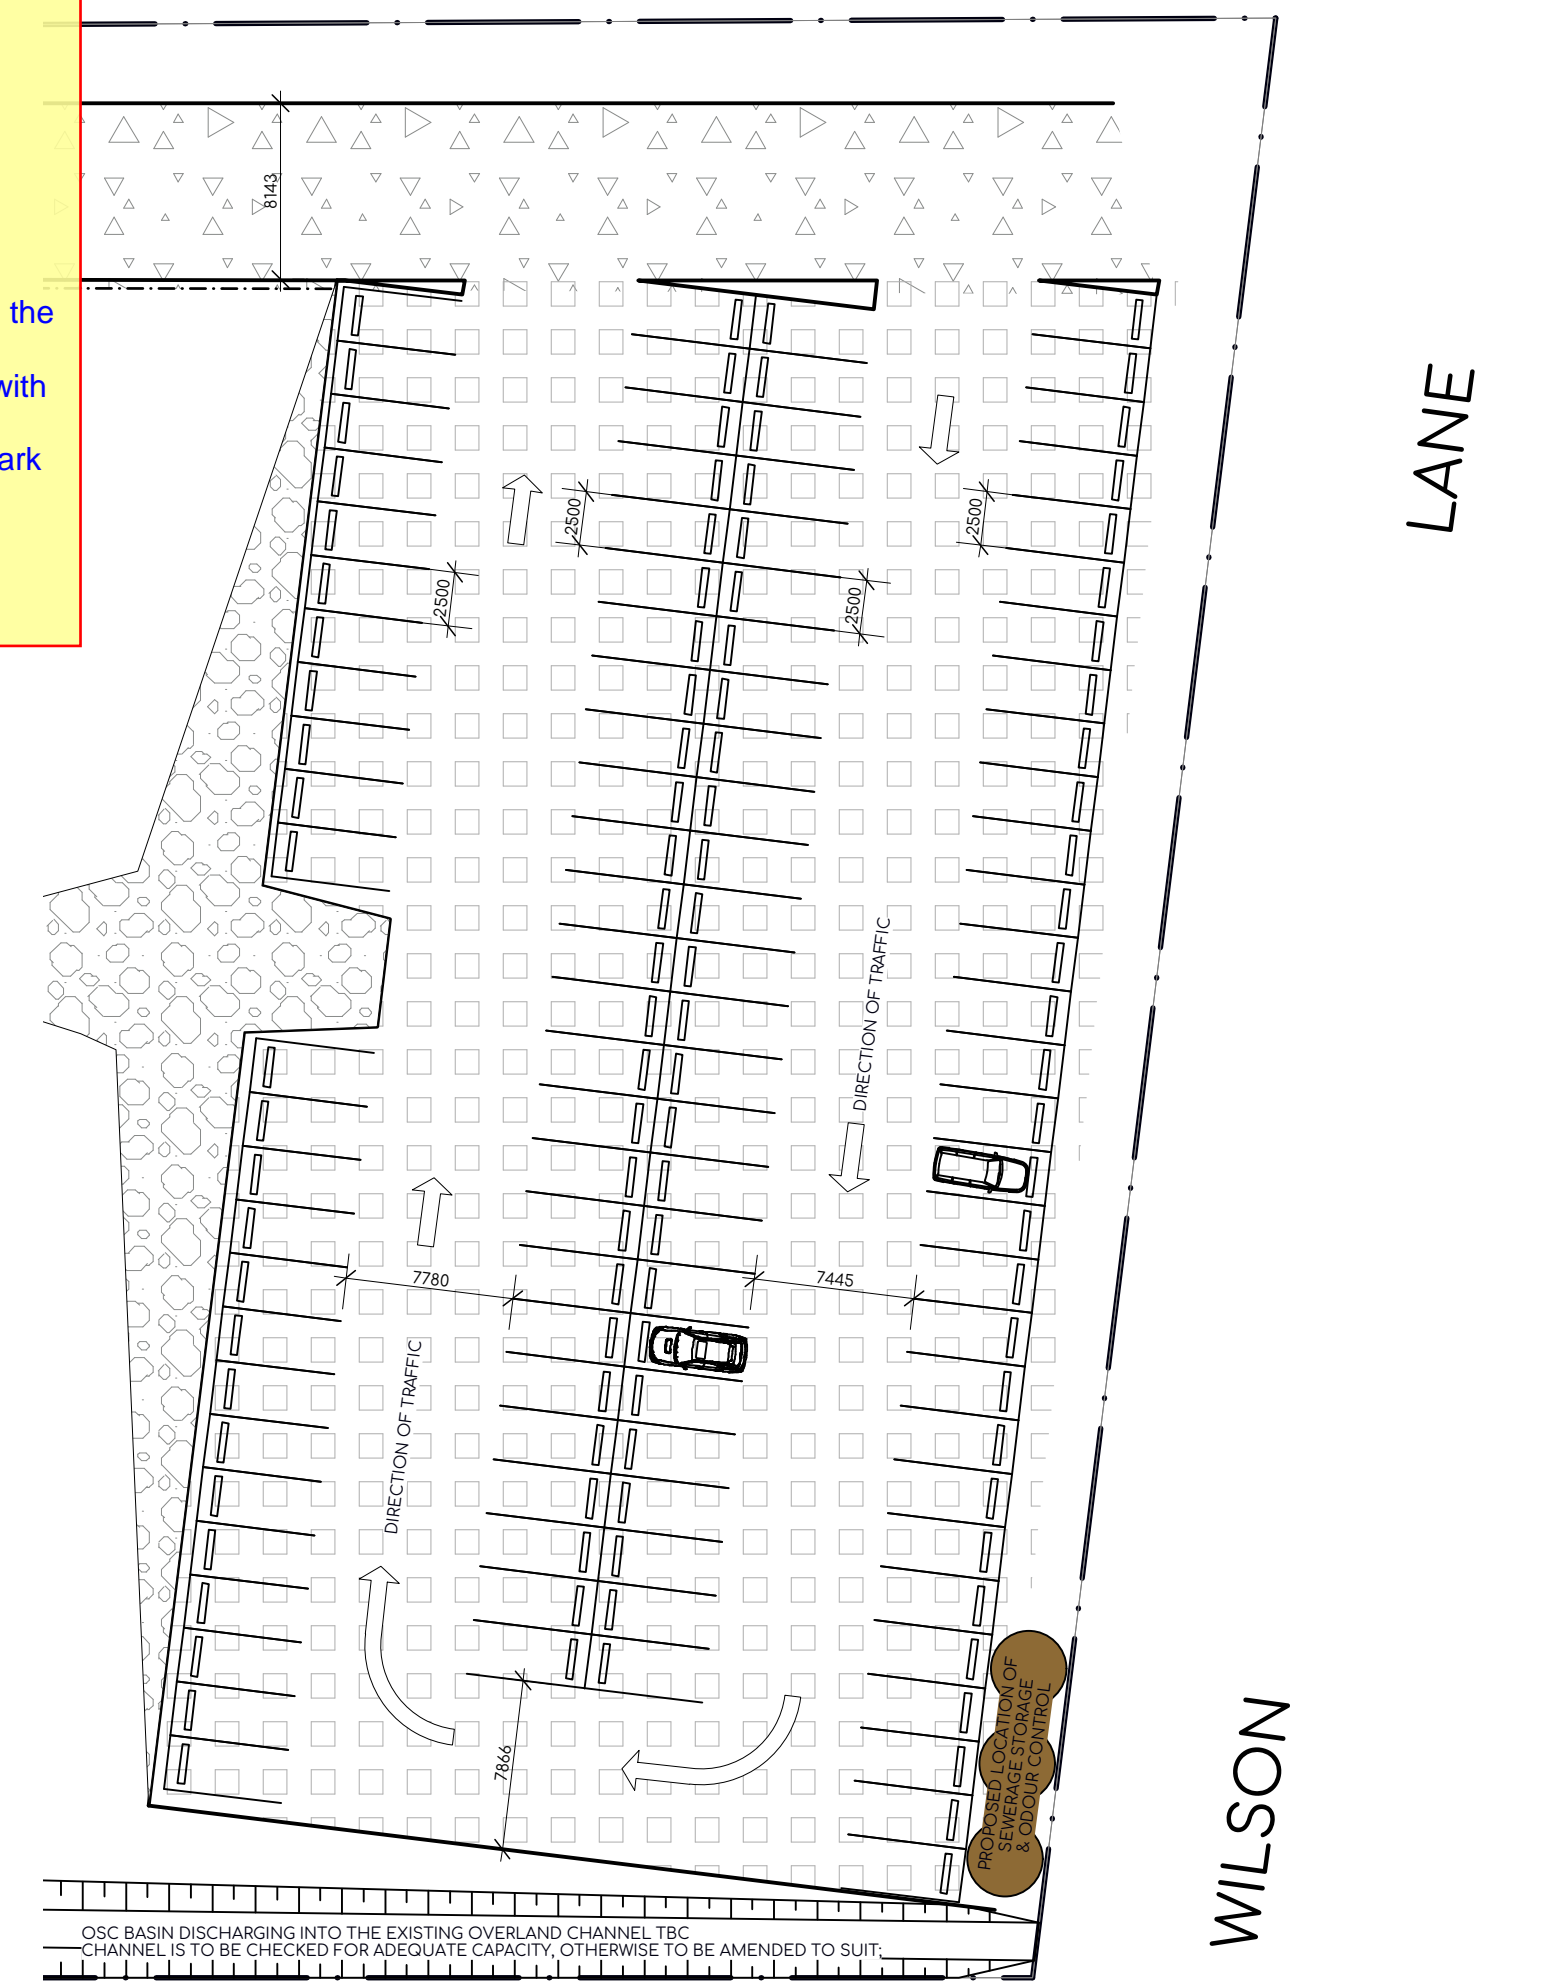 the
with
ark
8143
2500
2500
2500
2500
LANE
DIRECTION OF TRAFFIC
7780
7445
DIRECTION OF TRAFFIC
7866
PROPOSED LOCATION OF
SEWERAGE STORAGE
& ODOUR CONTROL
WILSON
OSC BASIN DISCHARGING INTO THE EXISTING OVERLAND CHANNEL TBC
CHANNEL IS TO BE CHECKED FOR ADEQUATE CAPACITY, OTHERWISE TO BE AMENDED TO SUIT;